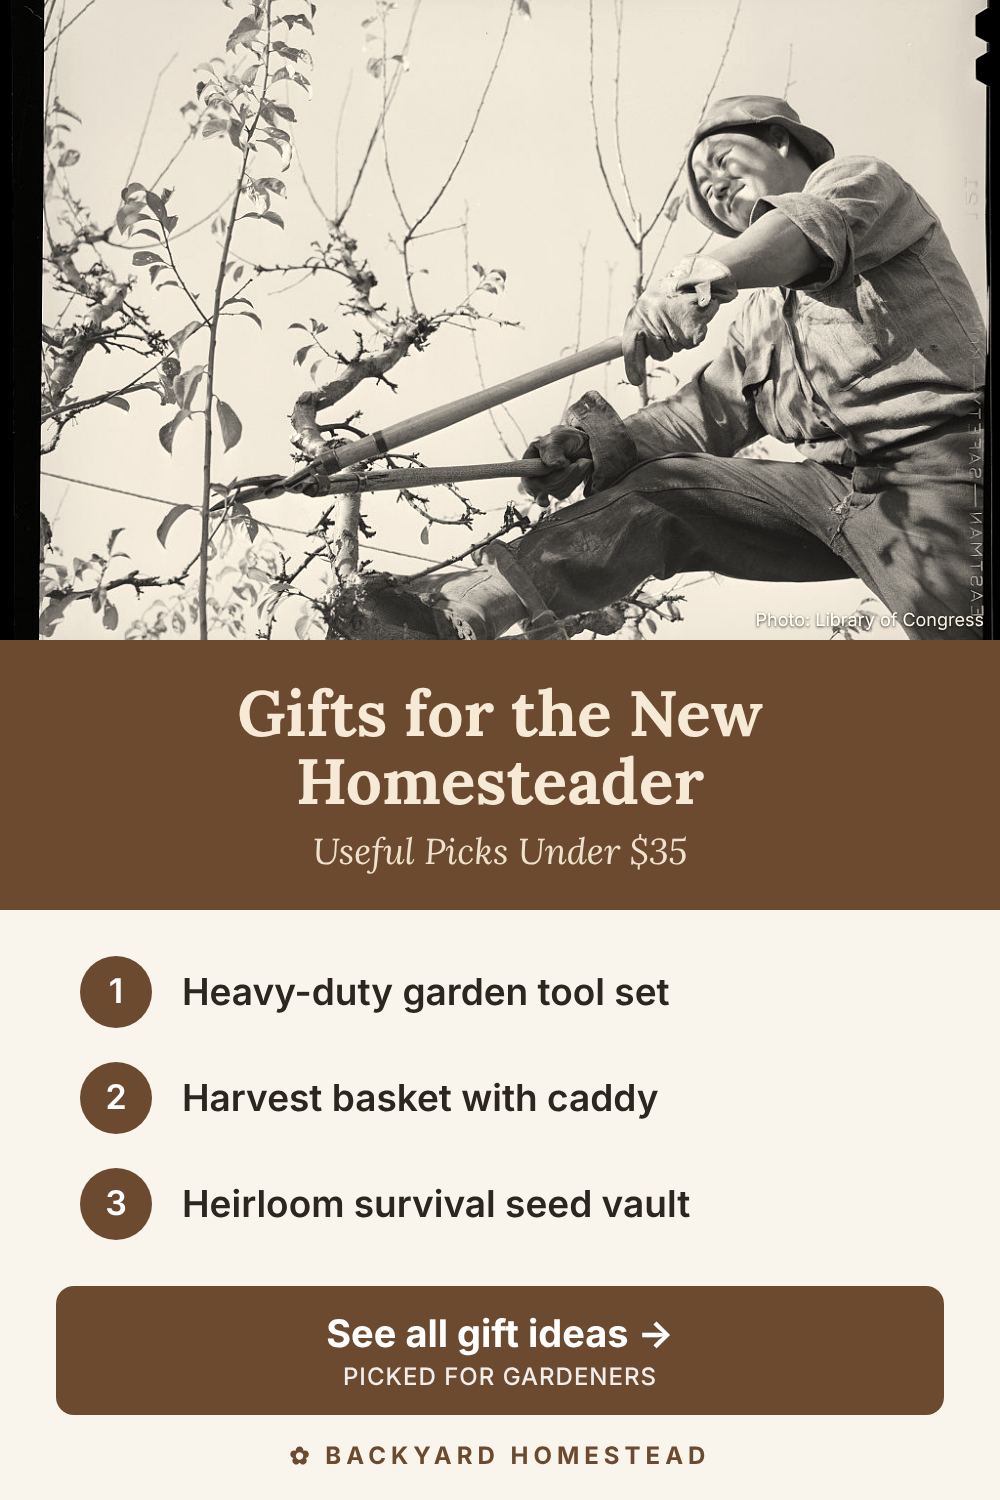 Photo: Library of Congress
Gifts for the New
Homesteader
Useful Picks Under $35
1 Heavy-duty garden tool set
2 Harvest basket with caddy
3 Heirloom survival seed vault
See all gift ideas →
PICKED FOR GARDENERS
✿ BACKYARD HOMESTEAD